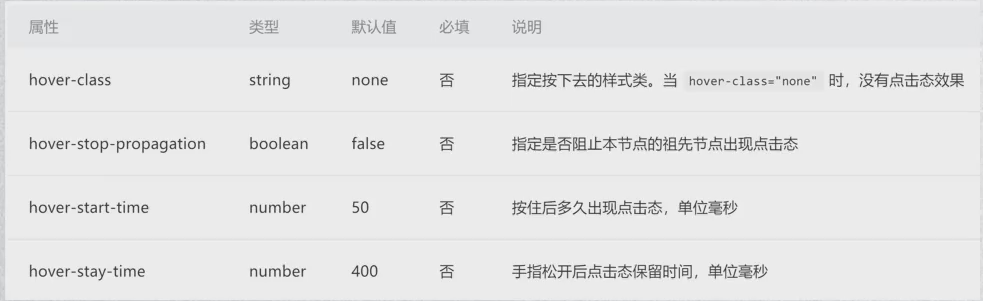 属性 类型 默认值 必填 说明
hover-class string none 否 指定按下去的样式类。当 hover-class="none" 时，没有点击态效果
hover-stop-propagation boolean false 否 指定是否阻止本节点的祖先节点出现点击态
hover-start-time number 50 否 按住后多久出现点击态，单位毫秒
hover-stay-time number 400 否 手指松开后点击态保留时间，单位毫秒